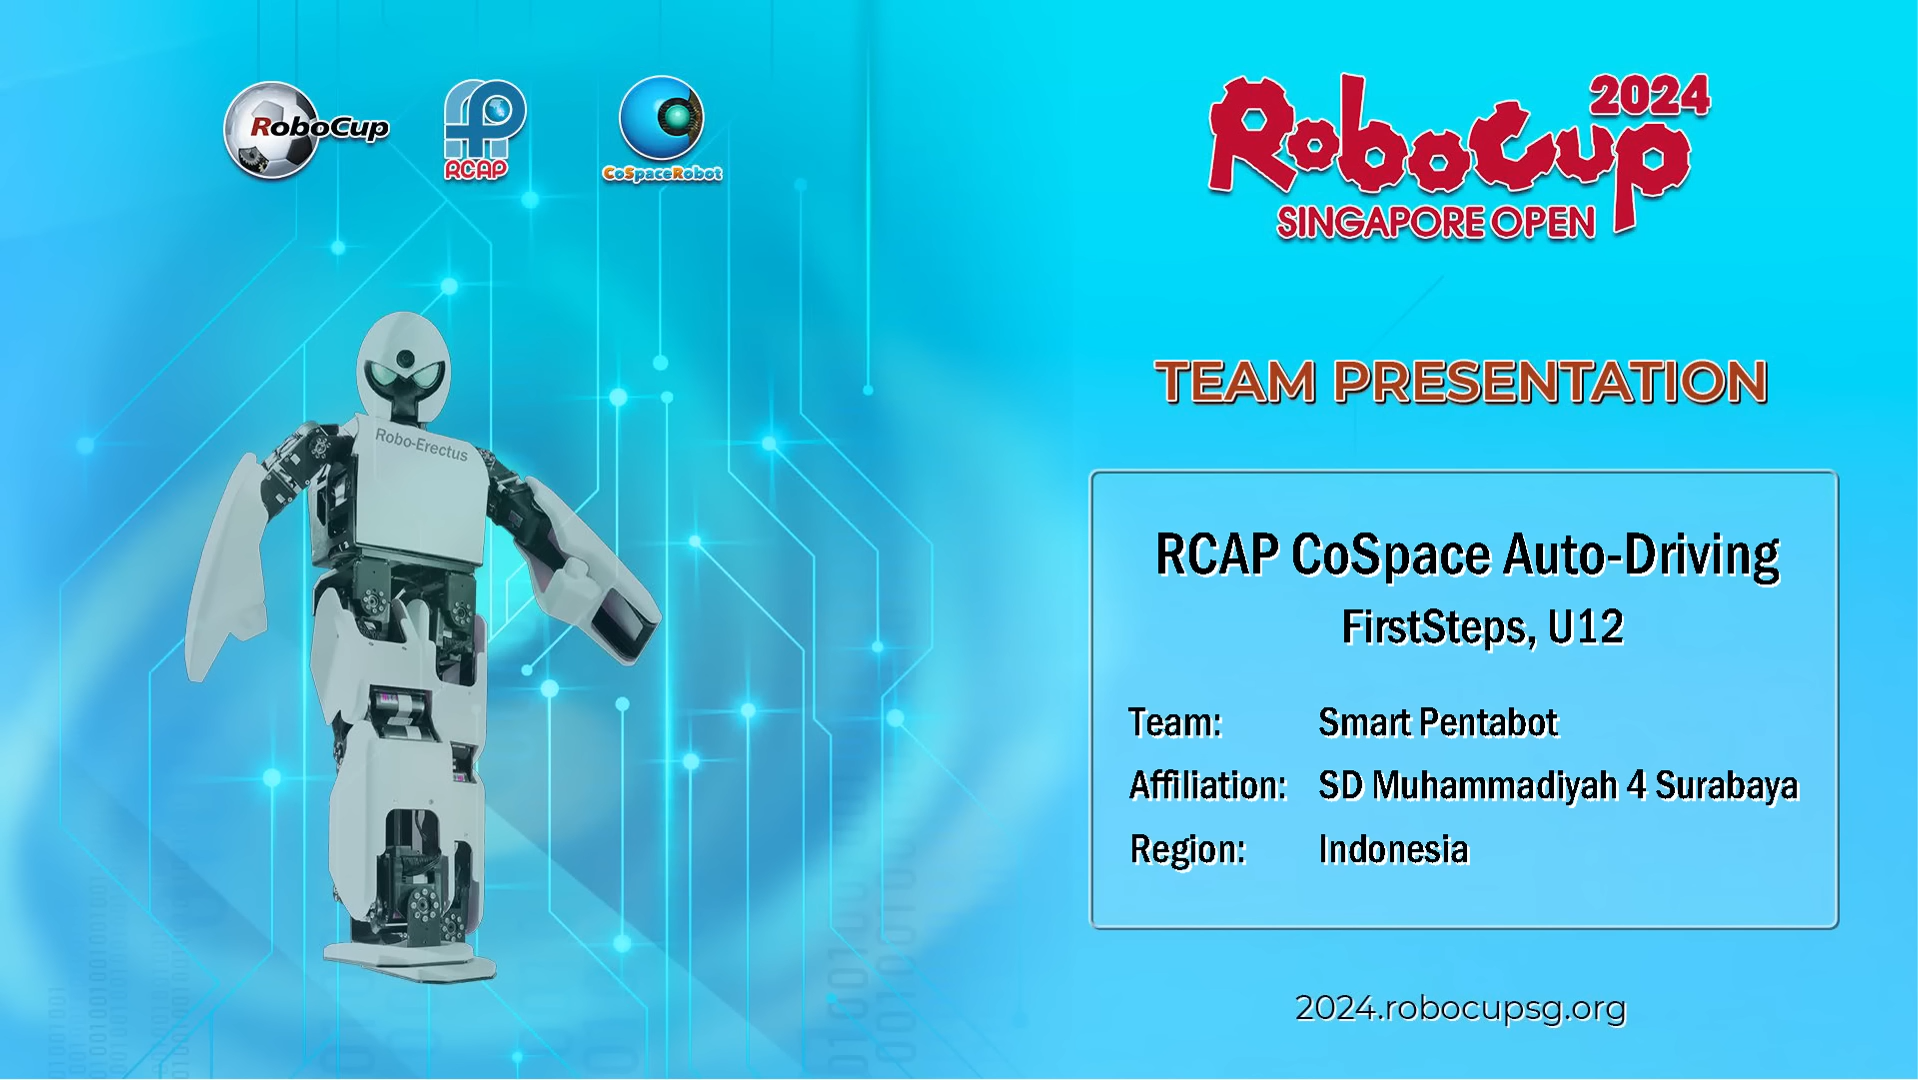 RoboCup
RCAP
CoSpaceRobot
2024
RoboCup
SINGAPORE OPEN
Robo-Erectus
TEAM PRESENTATION
RCAP CoSpace Auto-Driving
FirstSteps, U12
Team: Smart Pentabot
Affiliation: SD Muhammadiyah 4 Surabaya
Region: Indonesia
2024.robocupsg.org